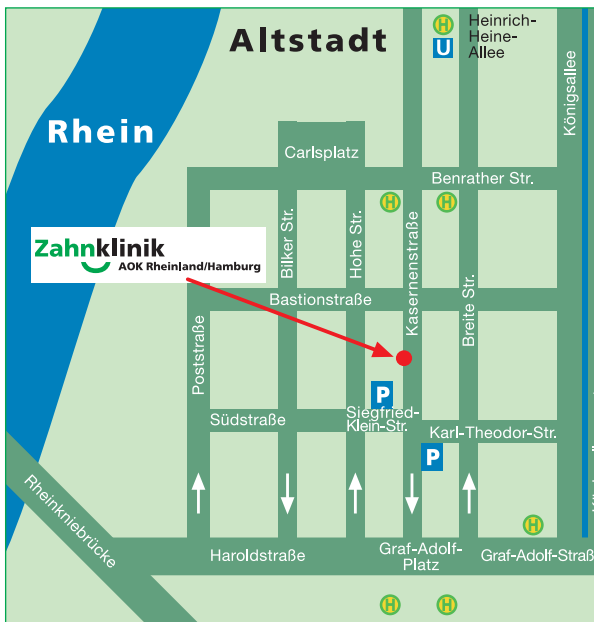 Altstadt
H Heinrich-
U Heine-
Allee
Königsallee
Rhein
Carlsplatz
Benrather Str.
H H
Zahnklinik
AOK Rheinland/Hamburg
Bilker Str.
Hohe Str.
Kasernenstraße
Bastionstraße
Breite Str.
Poststraße
P
Südstraße
Siegfried-
Klein-Str.
Karl-Theodor-Str.
P
Rheinkniebrücke
H
Haroldstraße
Graf-Adolf-
Platz
Graf-Adolf-Straß
H H